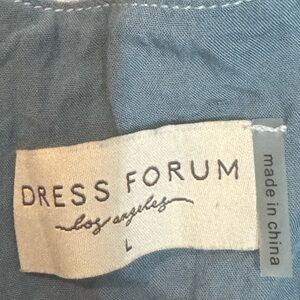 DRESS FORUM
los angeles
L
made in china